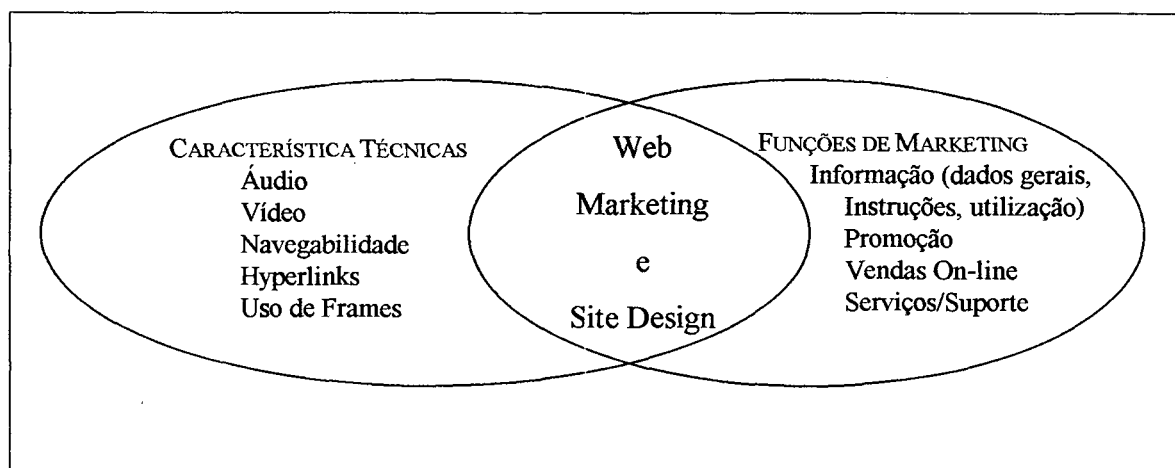 CARACTERÍSTICA TÉCNICAS
Áudio
Vídeo
Navegabilidade
Hyperlinks
Uso de Frames
Web
Marketing
e
Site Design
FUNÇÕES DE MARKETING
Informação (dados gerais,
Instruções, utilização)
Promoção
Vendas On-line
Serviços/Suporte